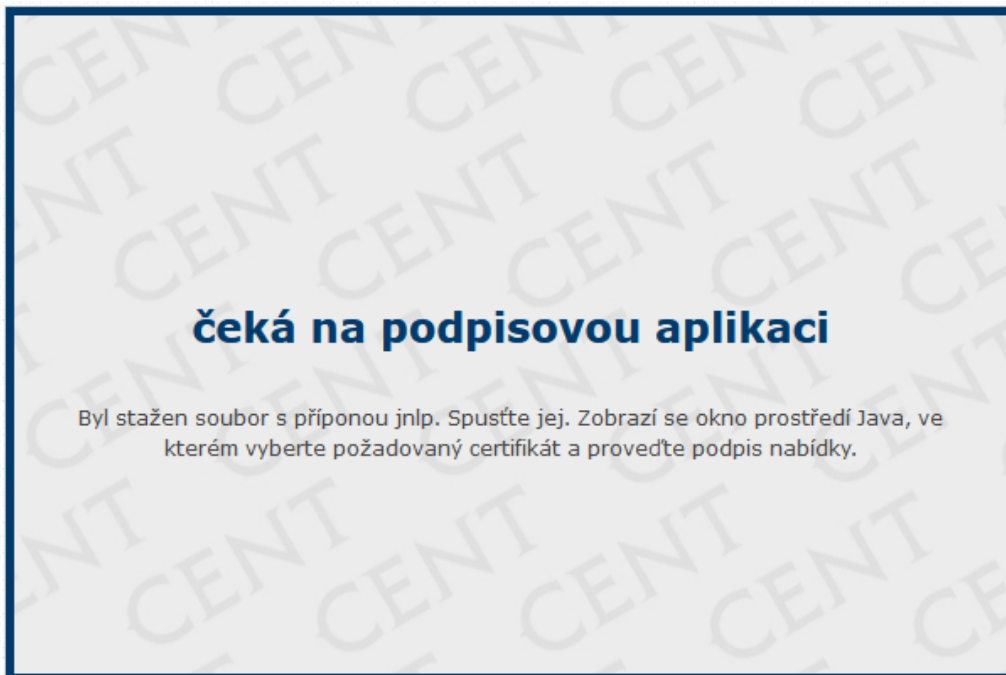 čeká na podpisovou aplikaci
Byl stažen soubor s příponou jnlp. Spusťte jej. Zobrazí se okno prostředí Java, ve
kterém vyberte požadovaný certifikát a proveďte podpis nabídky.
CENT